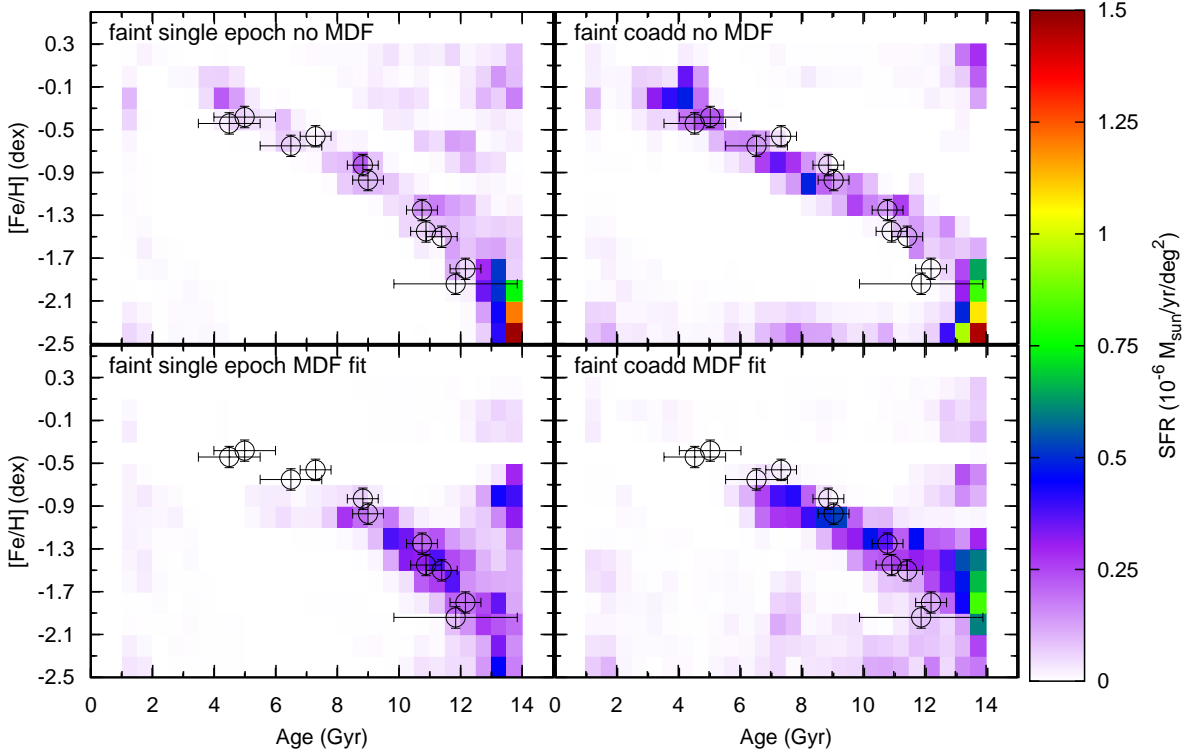 faint single epoch no MDF
faint coadd no MDF
0.3
-0.1
-0.5
-0.9
-1.3
-1.7
-2.1
-2.5
[Fe/H] (dex)
faint single epoch MDF fit
faint coadd MDF fit
0.3
-0.1
-0.5
-0.9
-1.3
-1.7
-2.1
-2.5
[Fe/H] (dex)
0 2 4 6 8 10 12 14
Age (Gyr)
0 2 4 6 8 10 12 14
Age (Gyr)
1.5
1.25
1
0.75
0.5
0.25
0
SFR (10-6 Msun/yr/deg2)